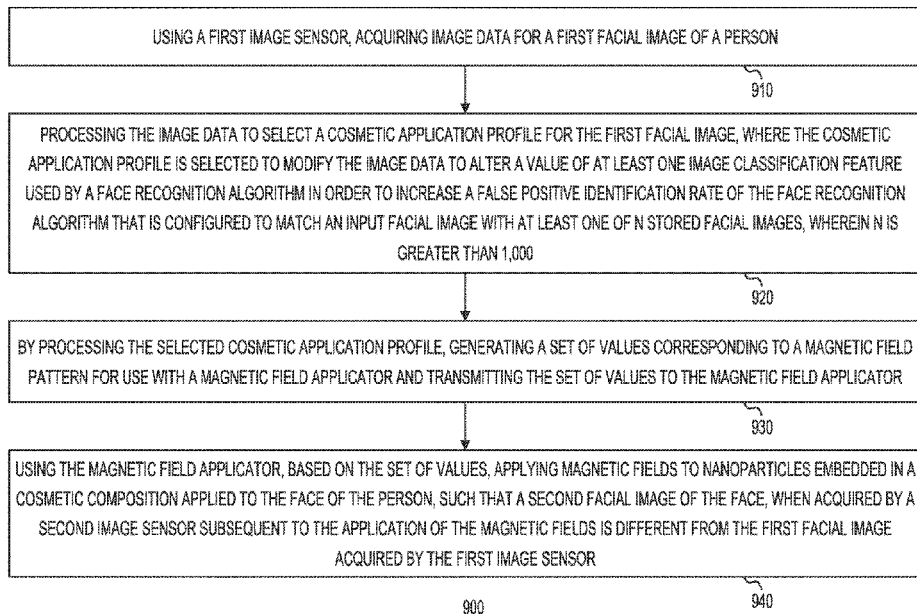 USING A FIRST IMAGE SENSOR, ACQUIRING IMAGE DATA FOR A FIRST FACIAL IMAGE OF A PERSON
910
PROCESSING THE IMAGE DATA TO SELECT A COSMETIC APPLICATION PROFILE FOR THE FIRST FACIAL IMAGE, WHERE THE COSMETIC
APPLICATION PROFILE IS SELECTED TO MODIFY THE IMAGE DATA TO ALTER A VALUE OF AT LEAST ONE IMAGE CLASSIFICATION FEATURE
USED BY A FACE RECOGNITION ALGORITHM IN ORDER TO INCREASE A FALSE POSITIVE IDENTIFICATION RATE OF THE FACE RECOGNITION
ALGORITHM THAT IS CONFIGURED TO MATCH AN INPUT FACIAL IMAGE WITH AT LEAST ONE OF N STORED FACIAL IMAGES, WHEREIN N IS
GREATER THAN 1,000
920
BY PROCESSING THE SELECTED COSMETIC APPLICATION PROFILE, GENERATING A SET OF VALUES CORRESPONDING TO A MAGNETIC FIELD
PATTERN FOR USE WITH A MAGNETIC FIELD APPLICATOR AND TRANSMITTING THE SET OF VALUES TO THE MAGNETIC FIELD APPLICATOR
930
USING THE MAGNETIC FIELD APPLICATOR, BASED ON THE SET OF VALUES, APPLYING MAGNETIC FIELDS TO NANOPARTICLES EMBEDDED IN A
COSMETIC COMPOSITION APPLIED TO THE FACE OF THE PERSON, SUCH THAT A SECOND FACIAL IMAGE OF THE FACE, WHEN ACQUIRED BY A
SECOND IMAGE SENSOR SUBSEQUENT TO THE APPLICATION OF THE MAGNETIC FIELDS IS DIFFERENT FROM THE FIRST FACIAL IMAGE
ACQUIRED BY THE FIRST IMAGE SENSOR
940
900